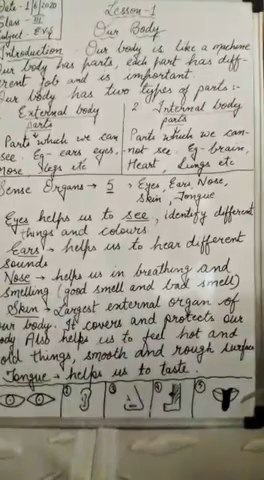 Date - 1/6/2020
Lesson-1
Class - III
Our Body
Subject - EVS
Introduction Our body is like a machine
Our body has parts, each part has diff-
erent job and is important.
Our body has two types of parts:-
External body parts
2. Internal body parts
Parts which we can
see. Eg- ears, eyes,
Nose, legs etc
Parts which we can-
not see. Eg- brain,
Heart, Lungs etc
Sense Organs → 5 → Eyes, Ears, Nose,
Skin, Tongue
Eyes helps us to see, identify different
things and colours.
Ears - helps us to hear different
sounds
Nose → helps us in breathing and
smelling (good smell and bad smell)
Skin → Largest external organ of
our body. It covers and protects our
body Also helps us to feel hot and
cold things, smooth and rough surface
Tongue → helps us to taste.
① ② ③ ④ ⑤